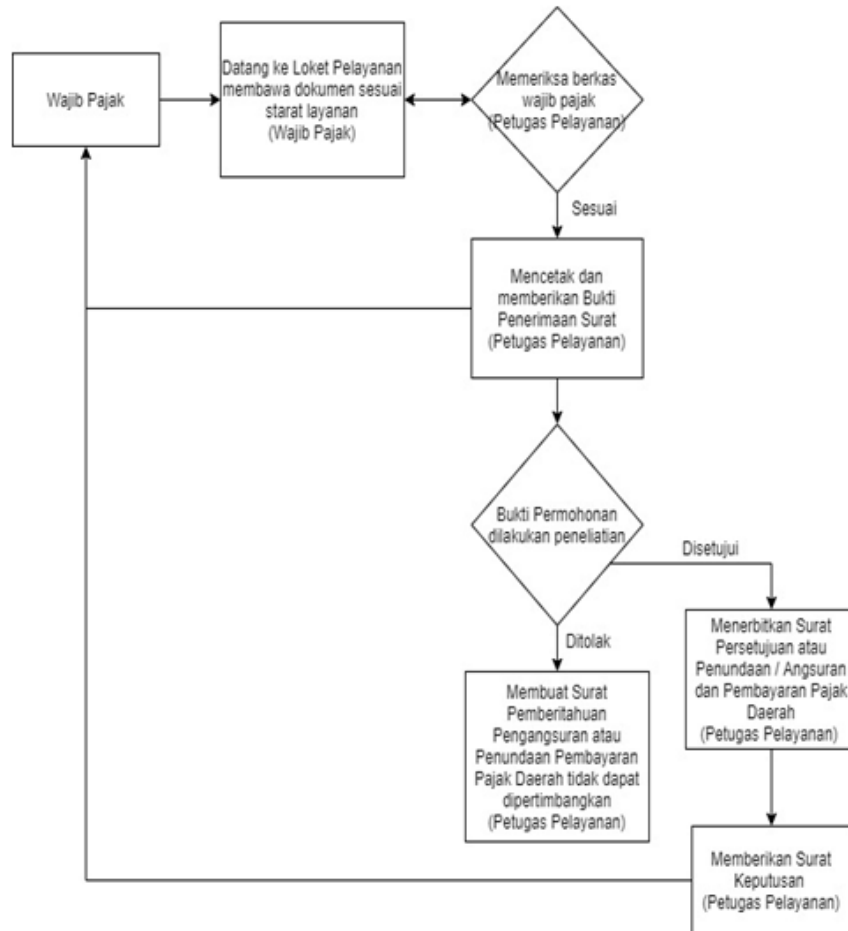 Wajib Pajak
Datang ke Loket Pelayanan
membawa dokumen sesuai
starat layanan
(Wajib Pajak)
Memeriksa berkas
wajib pajak
(Petugas Pelayanan)
Sesuai
Mencetak dan
memberikan Bukti
Penerimaan Surat
(Petugas Pelayanan)
Bukti Permohonan
dilakukan peneliatian
Disetujui
Ditolak
Menerbitkan Surat
Persetujuan atau
Penundaan / Angsuran
dan Pembayaran Pajak
Daerah
(Petugas Pelayanan)
Membuat Surat
Pemberitahuan
Pengangsuran atau
Penundaan Pembayaran
Pajak Daerah tidak dapat
dipertimbangkan
(Petugas Pelayanan)
Memberikan Surat
Keputusan
(Petugas Pelayanan)